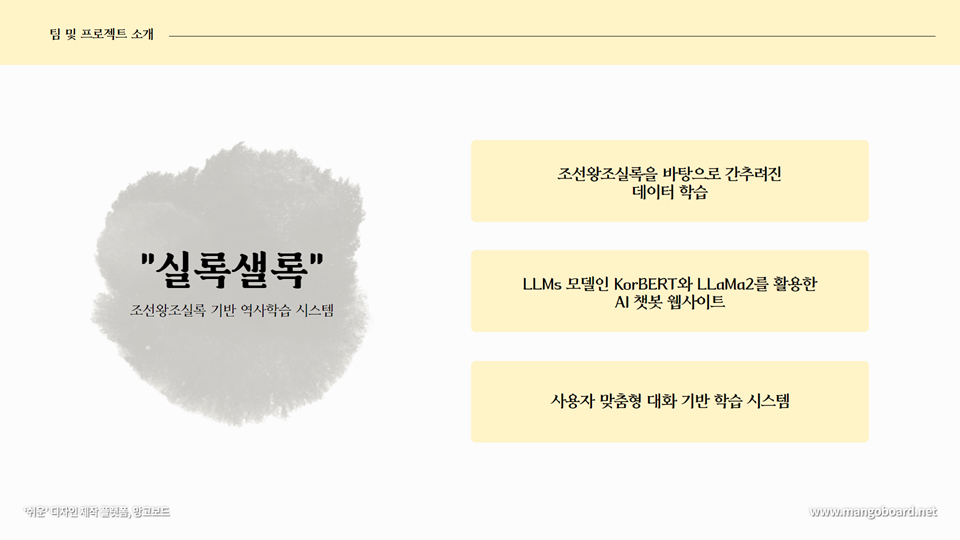 팀 및 프로젝트 소개
"실록샐록"
조선왕조실록 기반 역사학습 시스템
조선왕조실록을 바탕으로 간추려진
데이터 학습
LLMs 모델인 KorBERT와 LLaMa2를 활용한
AI 챗봇 웹사이트
사용자 맞춤형 대화 기반 학습 시스템
'쉬운' 디자인 제작 플랫폼, 망고보드
www.mangoboard.net